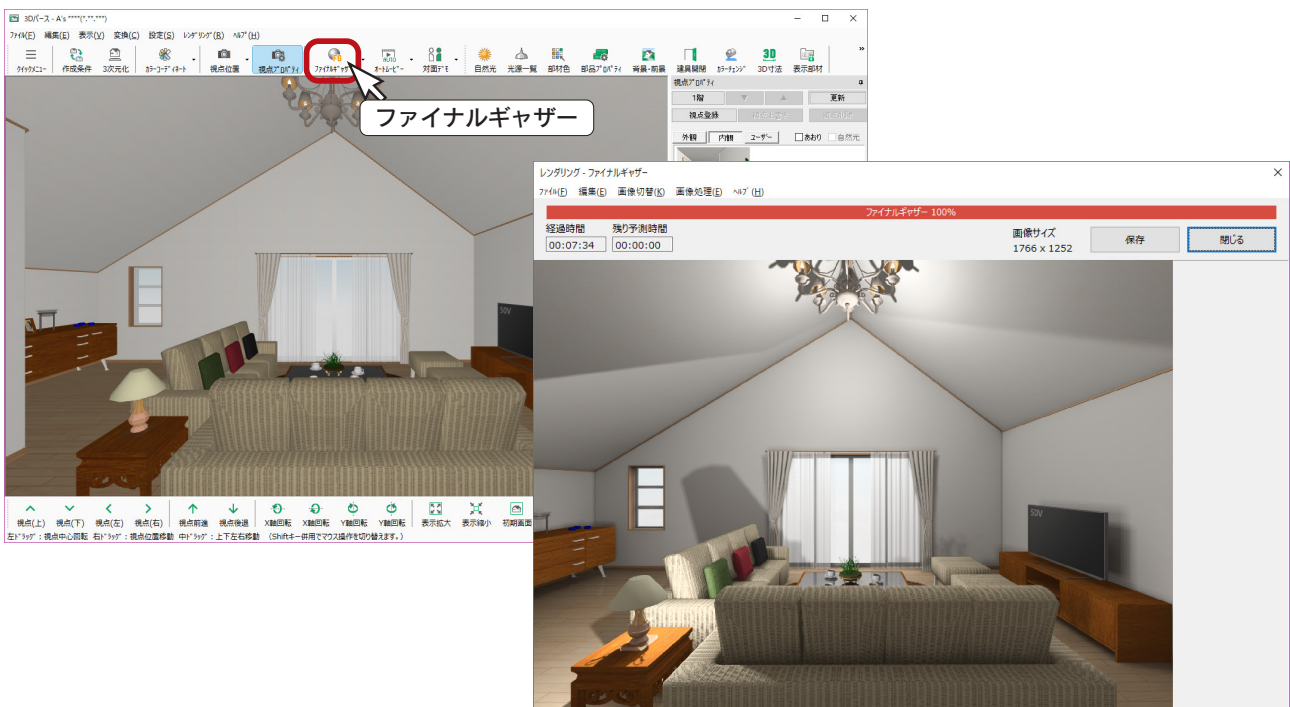 3Dパース - A's ****(*.**.***)
ﾌｧｲﾙ(F) 編集(E) 表示(V) 変換(C) 設定(S) ﾚﾝﾀﾞﾘﾝｸﾞ(R) ﾍﾙﾌﾟ(H)
ｸｲｯｸﾒﾆｭｰ 作成条件 3次元化 ｶﾗｰｺｰﾃﾞｨﾈｰﾄ 視点位置 視点ﾌﾟﾛﾊﾟﾃｨ ﾌｧｲﾅﾙｷﾞｬｻﾞｰ ｵｰﾄﾑｰﾋﾞｰ 対面ﾃﾞﾓ 自然光 光源一覧 部材色 部品ﾌﾟﾛﾊﾟﾃｨ 背景・前景 建具開閉 ｶﾗｰﾁｪﾝｼﾞ 3D寸法 表示部材
AUTO
3D
ファイナルギャザー
視点ﾌﾟﾛﾊﾟﾃｨ
1階 ▼ ▲ 更新
視点登録
外観 内観 ユーザー あおり 自然光
50V
視点(上) 視点(下) 視点(左) 視点(右) 視点前進 視点後退 X軸回転 X軸回転 Y軸回転 Y軸回転 表示拡大 表示縮小 初期画面
左ﾄﾞﾗｯｸﾞ：視点中心回転 右ﾄﾞﾗｯｸﾞ：視点位置移動 中ﾄﾞﾗｯｸﾞ：上下左右移動 （Shiftキー併用でマウス操作を切り替えます。）
レンダリング - ファイナルギャザー
ﾌｧｲﾙ(F) 編集(E) 画像切替(K) 画像処理(E) ﾍﾙﾌﾟ(H)
ファイナルギャザー 100%
経過時間 残り予測時間
00:07:34 00:00:00
画像サイズ
1766 x 1252
保存 閉じる
50V